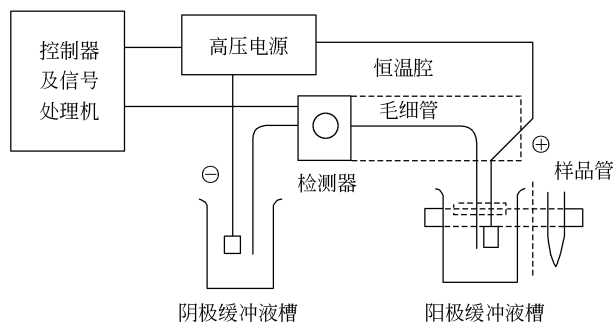 控制器
及信号
处理机
高压电源
恒温腔
毛细管
检测器
样品管
阴极缓冲液槽
阳极缓冲液槽